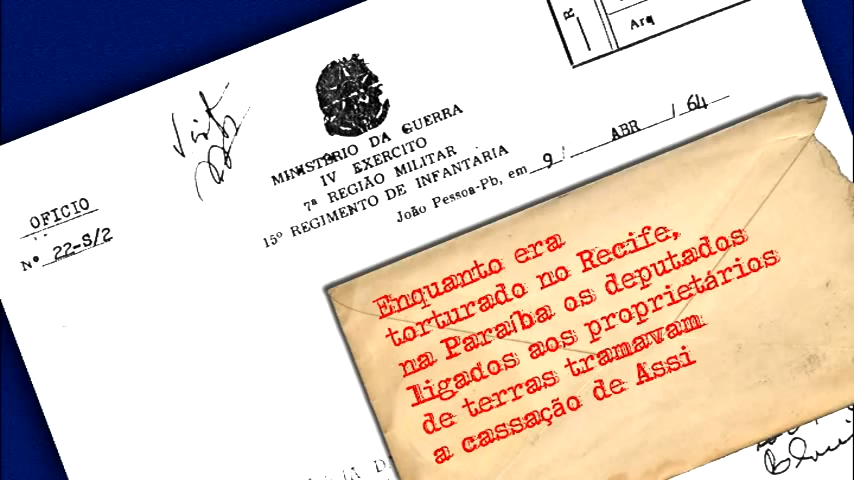 R
Arq
MINISTÉRIO DA GUERRA
IV EXERCITO
7ª REGIÃO MILITAR
15º REGIMENTO DE INFANTARIA
João Pessoa-Pb, em 9 / ABR / 64
OFICIO
Nº 22-S/2
Enquanto era
torturado no Recife,
na Paraíba os deputados
ligados aos proprietários
de terras tramavam
a cassação de Assi